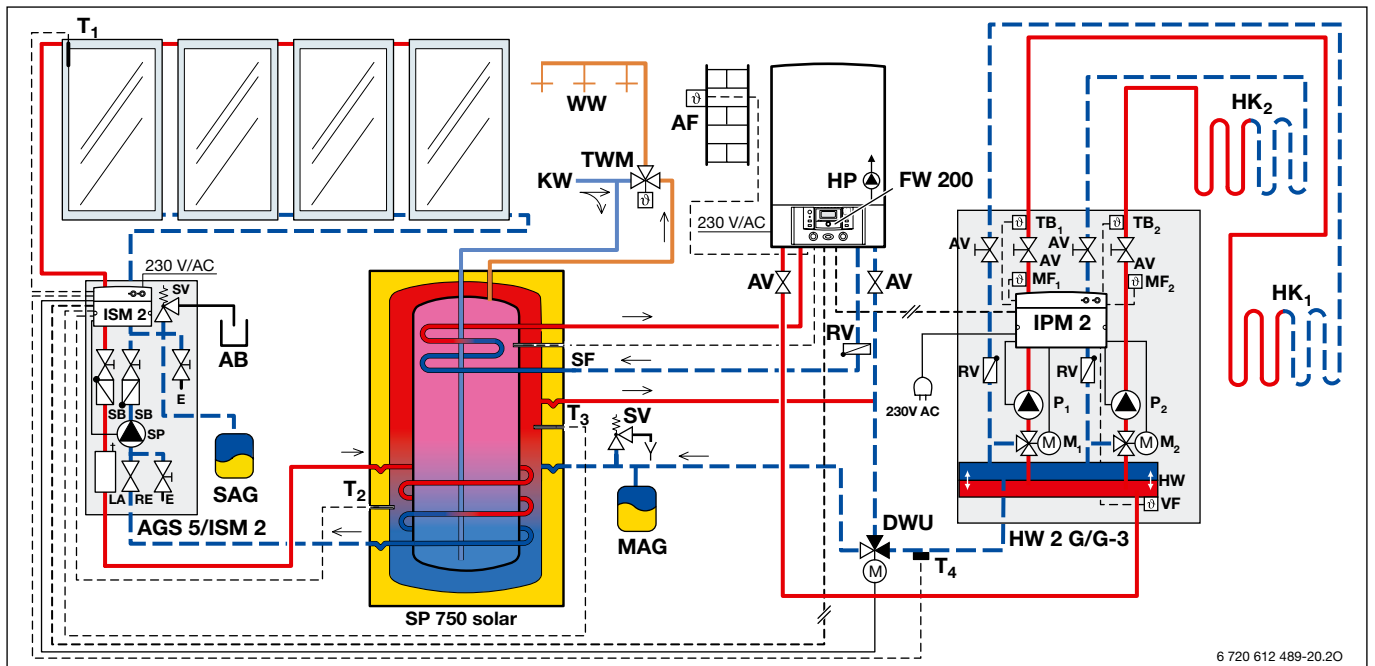 T1
WW
AF
TWM
KW
HP
FW 200
230 V/AC
HK2
HK1
TB1
TB2
AV
AV
AV
AV
MF1
MF2
AV
AV
230 V/AC
SV
ISM 2
AB
IPM 2
RV
SF
RV
RV
230V AC
P1
P2
M
M1
M
M2
E
SB
SB
SP
T3
SV
SAG
LA
RE
E
T2
MAG
DWU
M
T4
HW
VF
AGS 5/ISM 2
HW 2 G/G-3
SP 750 solar
6 720 612 489-20.2O